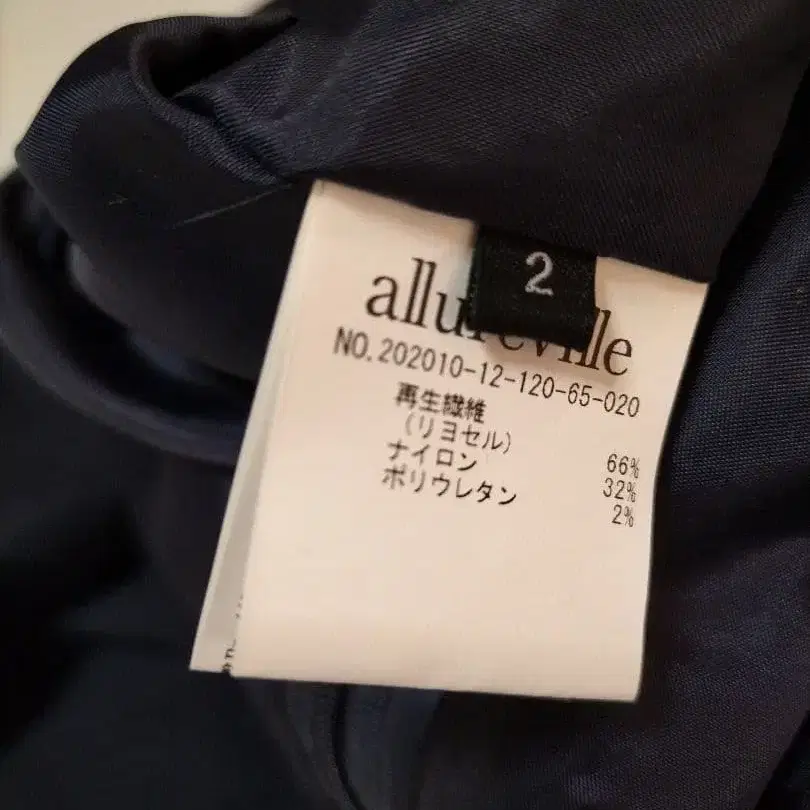 2
allureville
NO.202010-12-120-65-020
再生繊維
(リヨセル) 66%
ナイロン 32%
ポリウレタン 2%